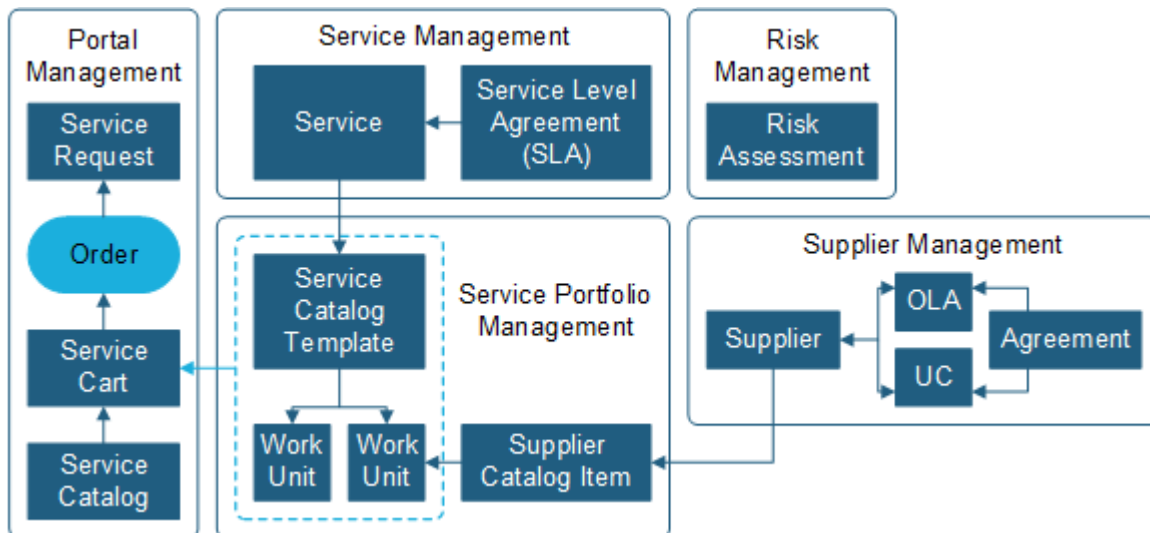 Portal
Management
Service
Request
Order
Service
Cart
Service
Catalog
Service Management
Service
Service Level
Agreement
(SLA)
Risk
Management
Risk
Assessment
Service
Catalog
Template
Service Portfolio
Management
Work
Unit
Work
Unit
Supplier
Catalog Item
Supplier Management
Supplier
OLA
UC
Agreement